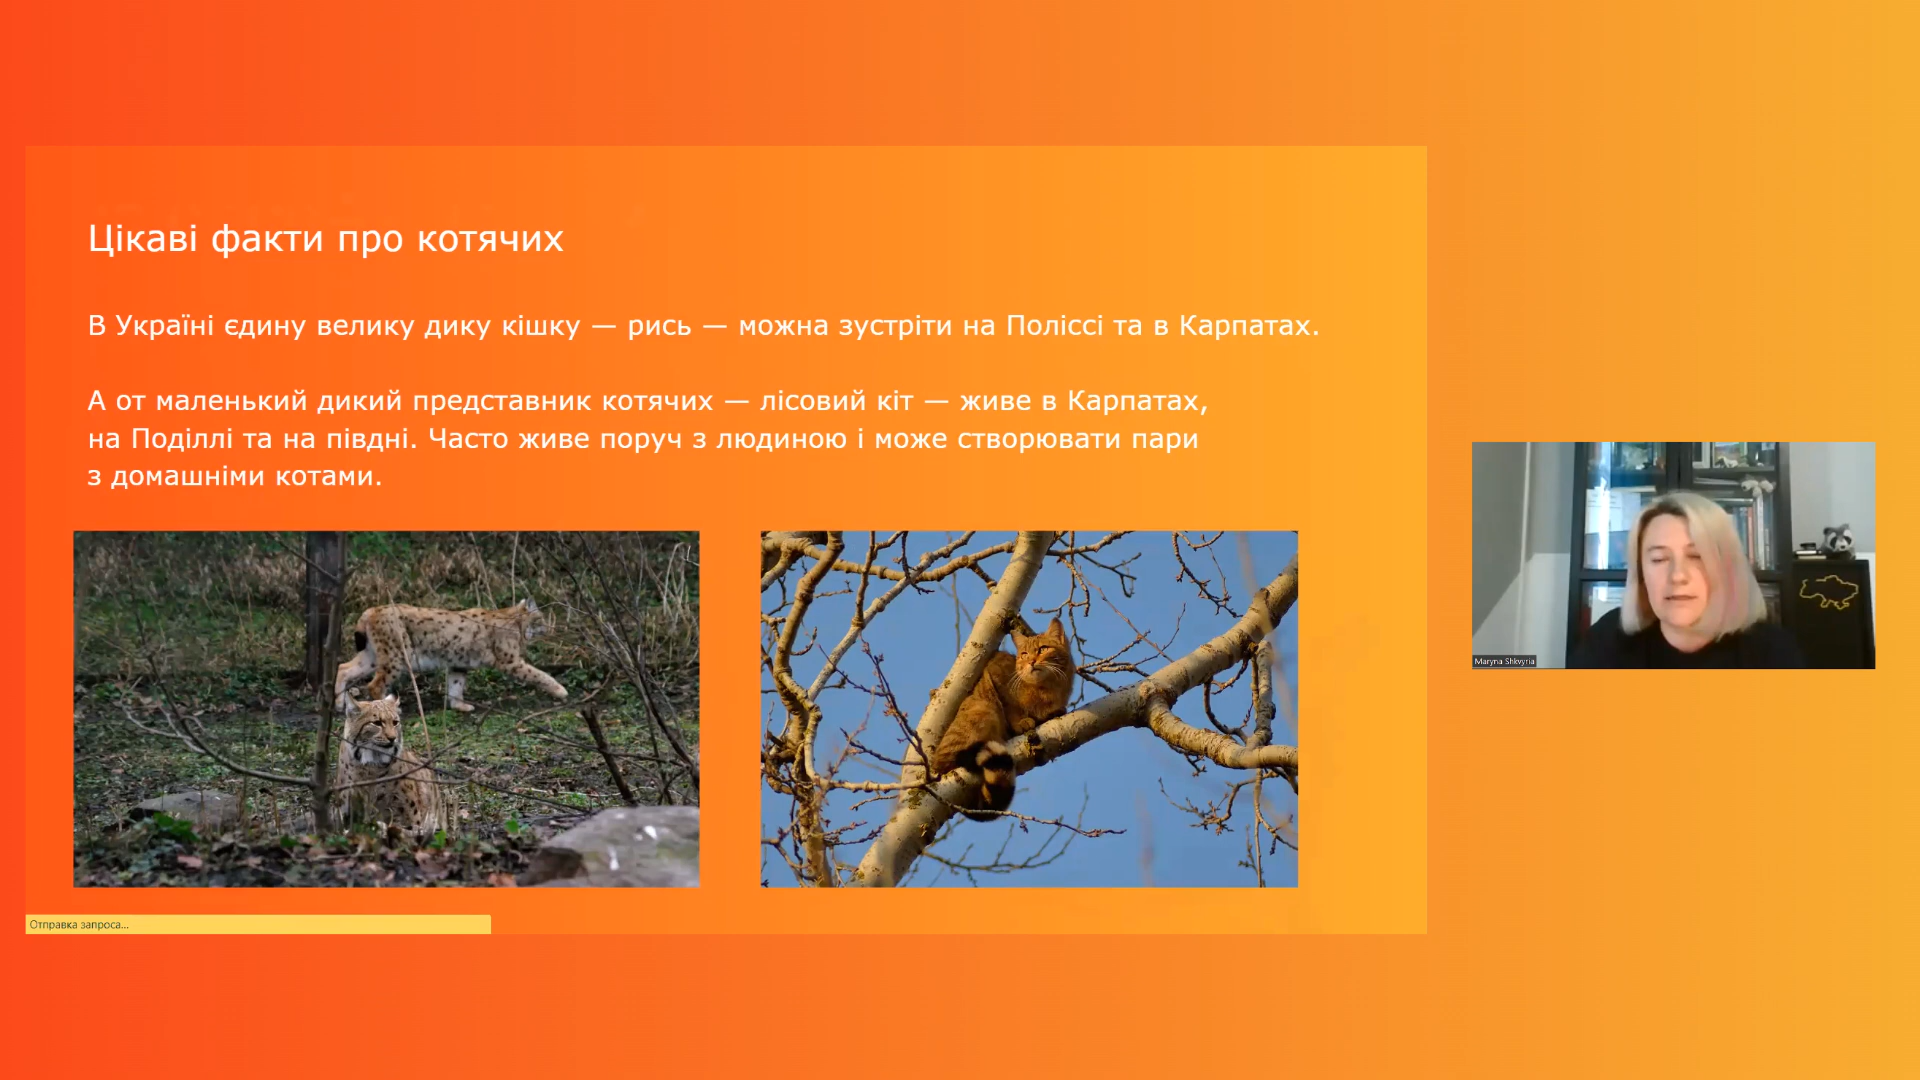 Цікаві факти про котячих
В Україні єдину велику дику кішку — рись — можна зустріти на Поліссі та в Карпатах.
А от маленький дикий представник котячих — лісовий кіт — живе в Карпатах,
на Поділлі та на півдні. Часто живе поруч з людиною і може створювати пари
з домашніми котами.
Maryna Shkvyria
Отправка запроса...